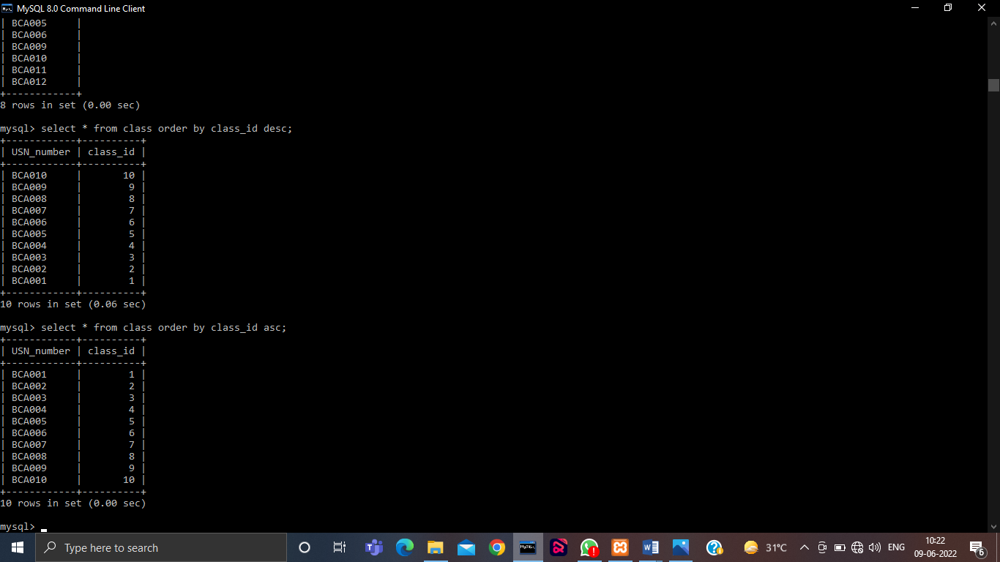 MySQL 8.0 Command Line Client
| BCA005     |
| BCA006     |
| BCA009     |
| BCA010     |
| BCA011     |
| BCA012     |
+------------+
8 rows in set (0.00 sec)
mysql> select * from class order by class_id desc;
+------------+----------+
| USN_number | class_id |
+------------+----------+
| BCA010     |       10 |
| BCA009     |        9 |
| BCA008     |        8 |
| BCA007     |        7 |
| BCA006     |        6 |
| BCA005     |        5 |
| BCA004     |        4 |
| BCA003     |        3 |
| BCA002     |        2 |
| BCA001     |        1 |
+------------+----------+
10 rows in set (0.06 sec)
mysql> select * from class order by class_id asc;
+------------+----------+
| USN_number | class_id |
+------------+----------+
| BCA001     |        1 |
| BCA002     |        2 |
| BCA003     |        3 |
| BCA004     |        4 |
| BCA005     |        5 |
| BCA006     |        6 |
| BCA007     |        7 |
| BCA008     |        8 |
| BCA009     |        9 |
| BCA010     |       10 |
+------------+----------+
10 rows in set (0.00 sec)
mysql>
Type here to search
31°C
ENG
10:22
09-06-2022
6